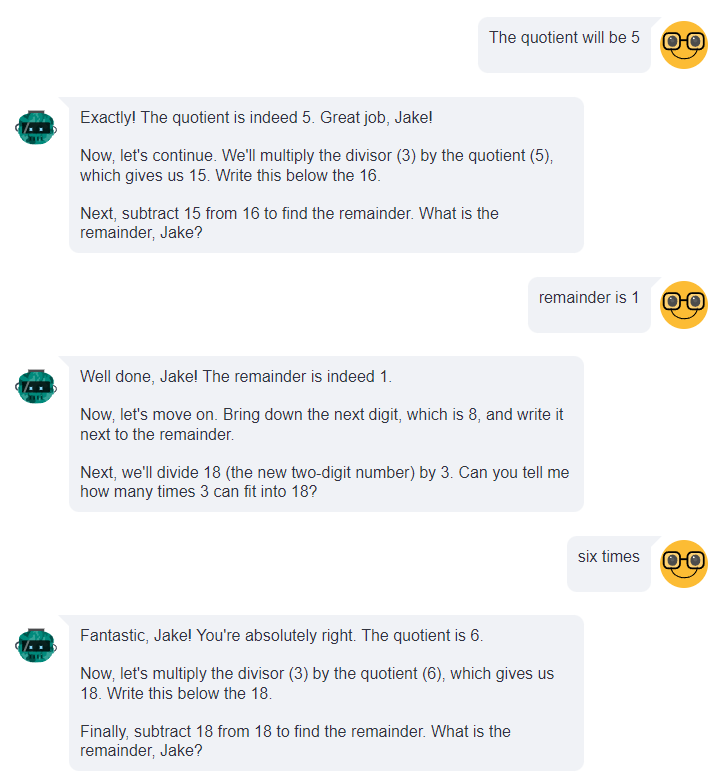 The quotient will be 5
Exactly! The quotient is indeed 5. Great job, Jake!
Now, let's continue. We'll multiply the divisor (3) by the quotient (5),
which gives us 15. Write this below the 16.
Next, subtract 15 from 16 to find the remainder. What is the
remainder, Jake?
remainder is 1
Well done, Jake! The remainder is indeed 1.
Now, let's move on. Bring down the next digit, which is 8, and write it
next to the remainder.
Next, we'll divide 18 (the new two-digit number) by 3. Can you tell me
how many times 3 can fit into 18?
six times
Fantastic, Jake! You're absolutely right. The quotient is 6.
Now, let's multiply the divisor (3) by the quotient (6), which gives us
18. Write this below the 18.
Finally, subtract 18 from 18 to find the remainder. What is the
remainder, Jake?